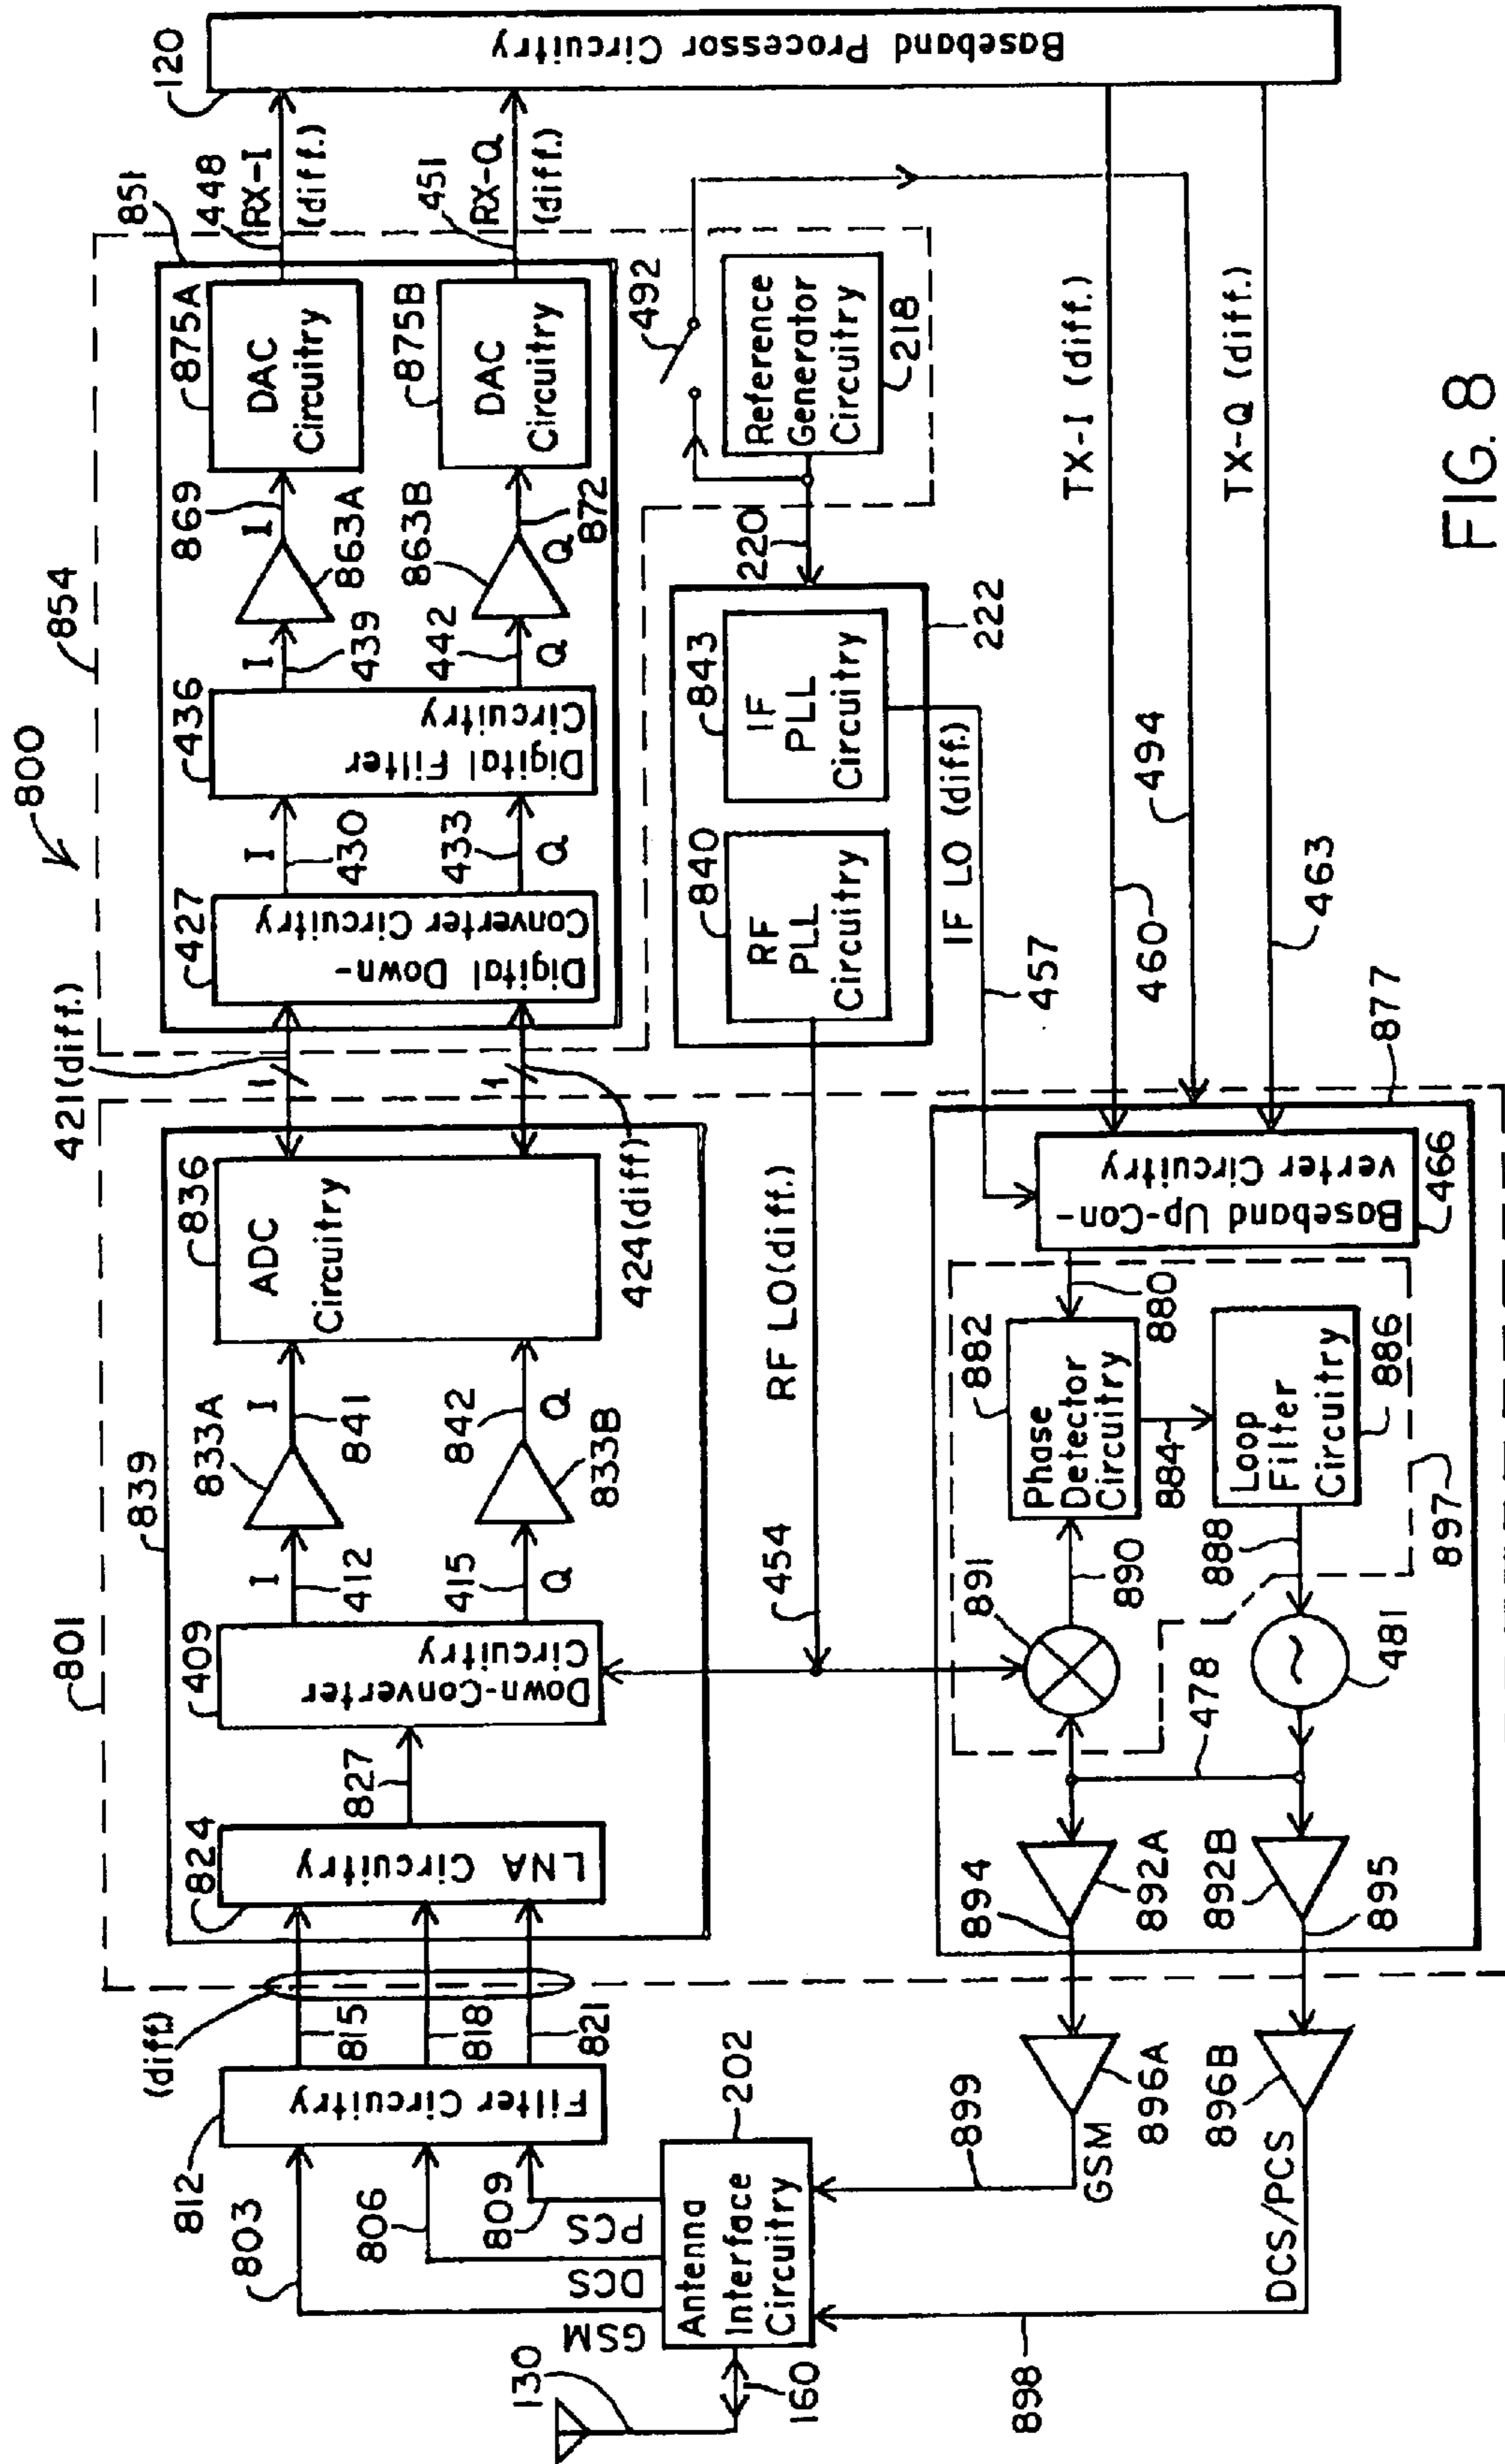 800
801
839
421(diff.)
854
851
120
803
812
(diff.)
815
818
821
806
809
GSM
DCS
PCS
Filter Circuitry
824
LNA Circuitry
827
409
Down-Converter
Circuitry
I
412
415
Q
833A
833B
I
841
842
Q
836
ADC
Circuitry
1
1
424(diff)
427
Digital Down-
Converter Circuitry
I
430
433
Q
436
Digital Filter
Circuitry
I
439
442
Q
863A
863B
I
869
872
Q
875A
DAC
Circuitry
875B
DAC
Circuitry
448
RX-I
(diff.)
451
RX-Q
(diff.)
Baseband Processor Circuitry
492
Reference
Generator
Circuitry
218
220
222
840
RF
PLL
Circuitry
843
IF
PLL
Circuitry
RF LO(diff.)
454
IF LO (diff.)
457
TX-I (diff.)
460
494
TX-Q (diff.)
463
130
160
Antenna
Interface
Circuitry
202
899
898
GSM
896A
DCS/PCS
896B
894
892A
892B
895
478
891
890
481
888
882
Phase
Detector
Circuitry
884
Loop
Filter
Circuitry
886
897
880
Baseband Up-Con-
verter Circuitry
466
877
FIG. 8